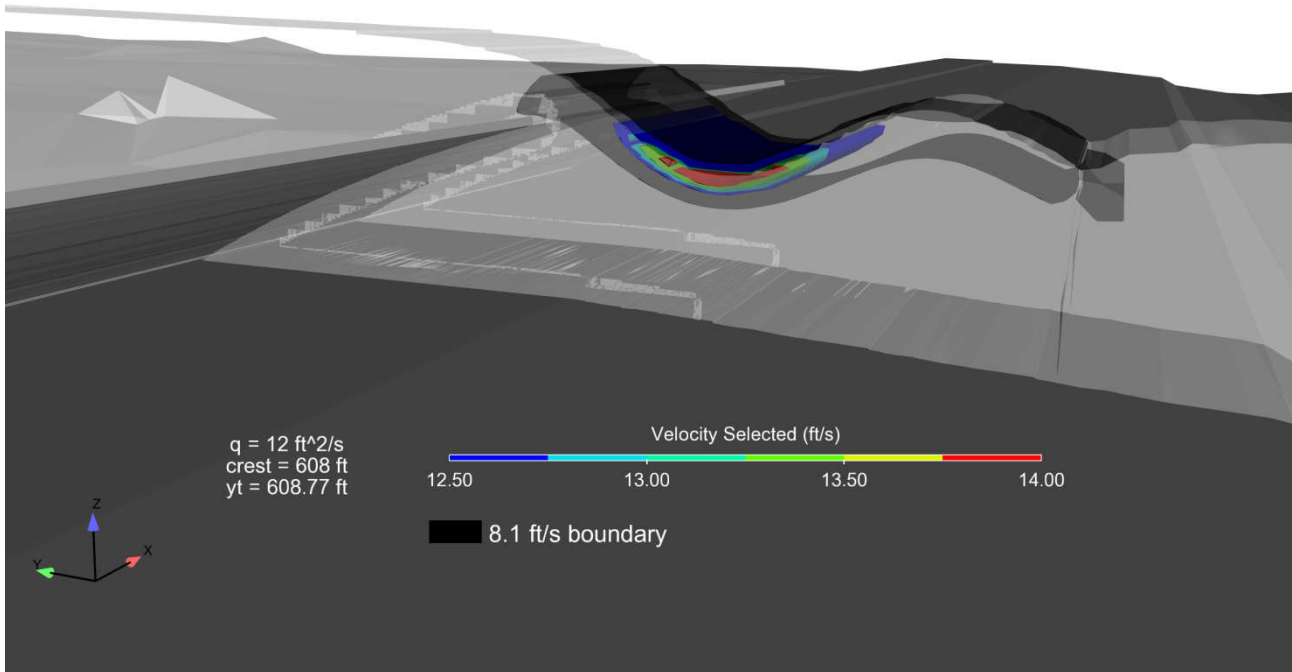 q = 12 ft^2/s
crest = 608 ft
yt = 608.77 ft
Velocity Selected (ft/s)
12.50 13.00 13.50 14.00
8.1 ft/s boundary
Z
Y
X